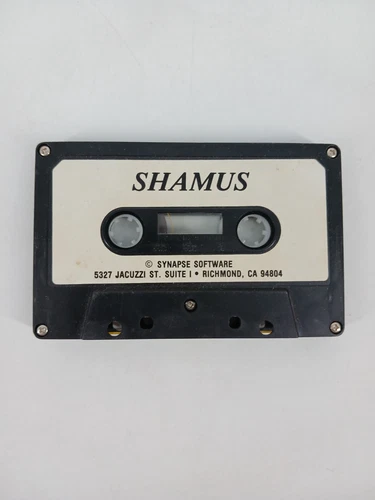 SHAMUS
© SYNAPSE SOFTWARE
5327 JACUZZI ST. SUITE I • RICHMOND, CA 94804